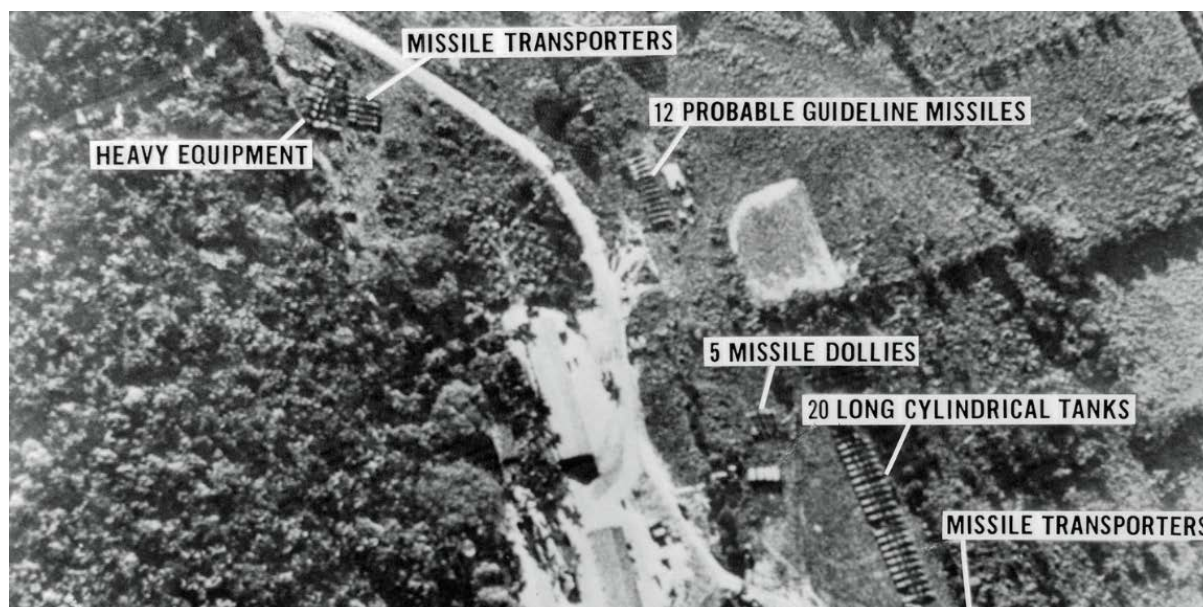 MISSILE TRANSPORTERS
12 PROBABLE GUIDELINE MISSILES
HEAVY EQUIPMENT
5 MISSILE DOLLIES
20 LONG CYLINDRICAL TANKS
MISSILE TRANSPORTERS